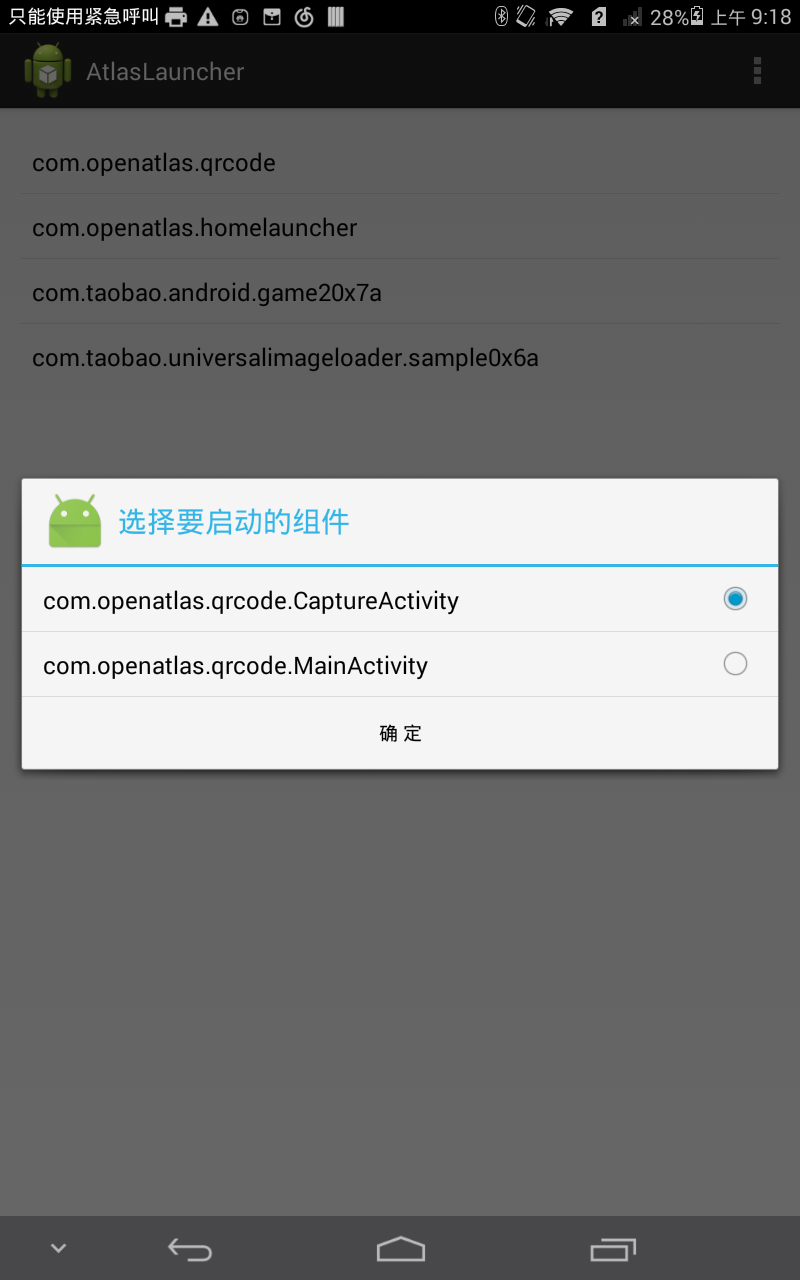 只能使用紧急呼叫 28% 上午 9:18
AtlasLauncher
com.openatlas.qrcode
com.openatlas.homelauncher
com.taobao.android.game20x7a
com.taobao.universalimageloader.sample0x6a
选择要启动的组件
com.openatlas.qrcode.CaptureActivity
com.openatlas.qrcode.MainActivity
确定